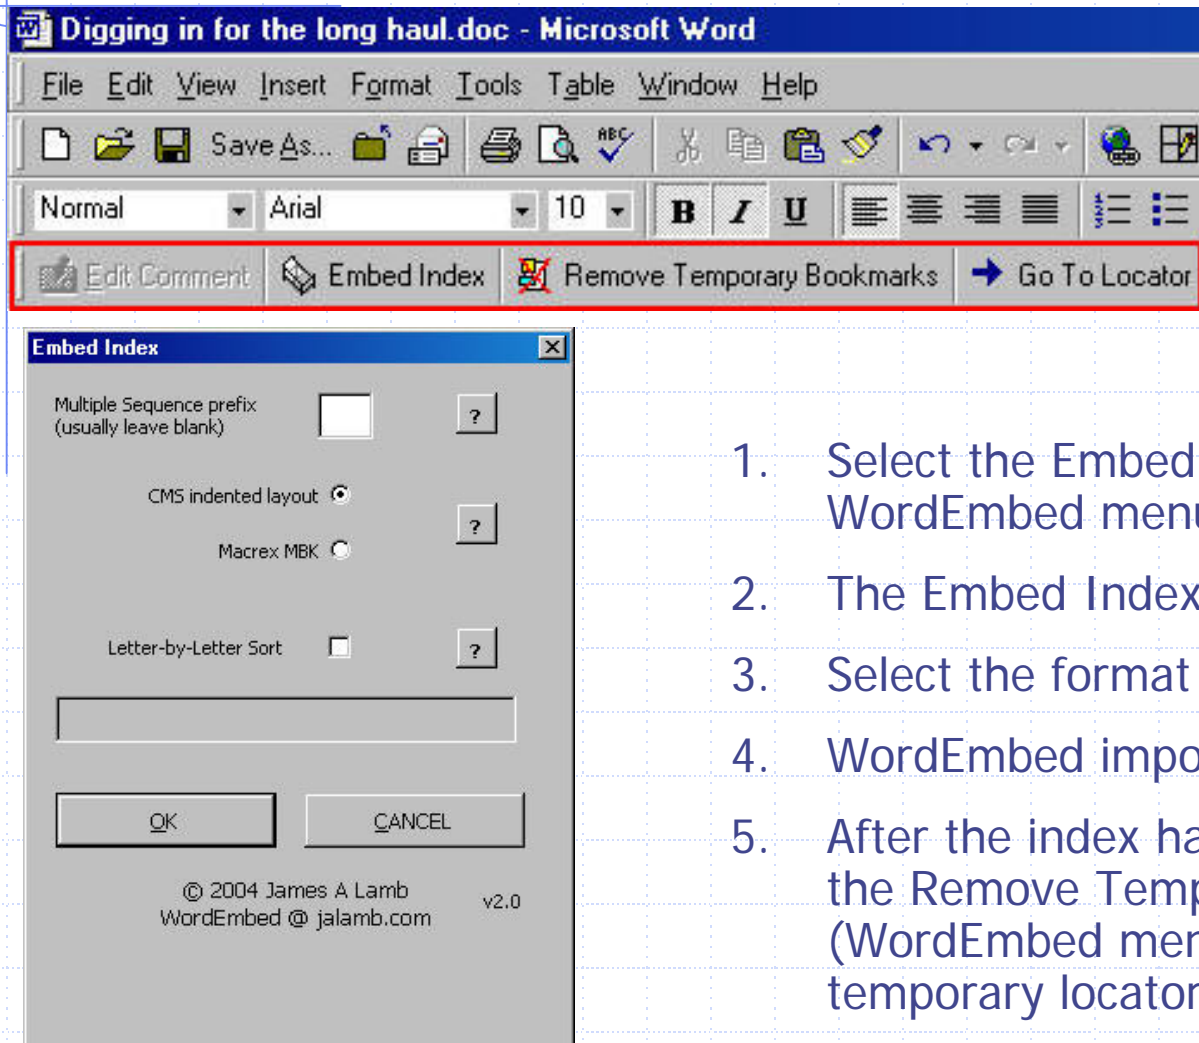 Digging in for the long haul.doc - Microsoft Word
File Edit View Insert Format Tools Table Window Help
Save As... ABC
Normal Arial 10 B I U
Edit Comment Embed Index Remove Temporary Bookmarks Go To Locator
Embed Index
Multiple Sequence prefix
(usually leave blank)
?
CMS indented layout
?
Macrex MBK
Letter-by-Letter Sort
?
OK CANCEL
© 2004 James A Lamb
WordEmbed @ jalamb.com
v2.0
1. Select the Embed
WordEmbed menu
2. The Embed Index
3. Select the format
4. WordEmbed impo
5. After the index ha
the Remove Temp
(WordEmbed men
temporary locator